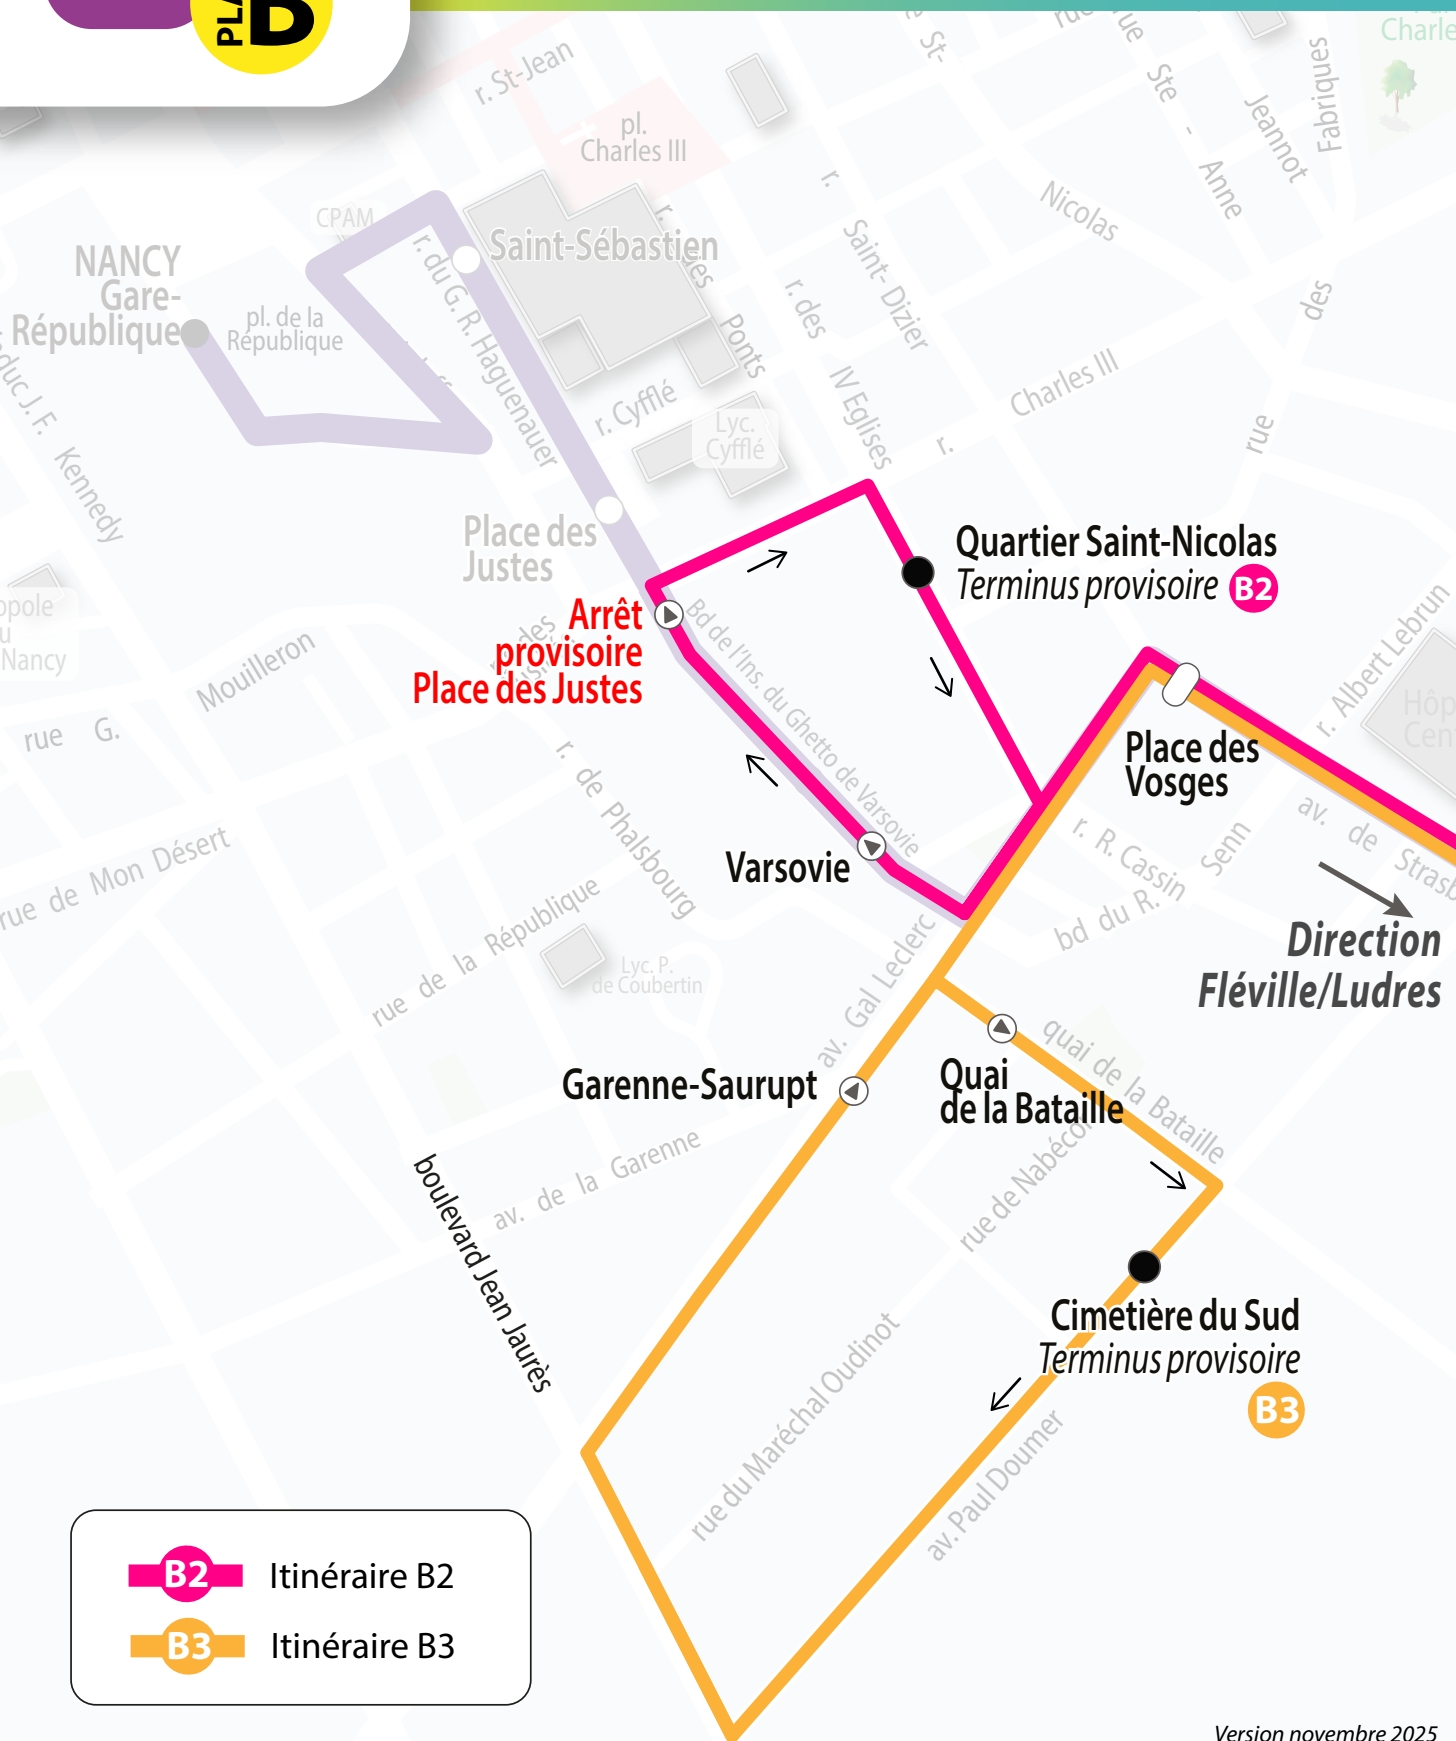 B
r. St-Jean
pl.
Charles III
rue
Ste - Anne
Jeannot
Fabriques
Nicolas
CPAM
NANCY
Gare-
République
pl. de la
République
r. du G. R. Haguenauer
Saint-Sébastien
r. des Ponts
r. Saint-Dizier
r. des IV Eglises
r. Charles III
rue des
r. Cyfflé
Lyc.
Cyfflé
Kennedy
Place des
Justes
Arrêt
provisoire
Place des Justes
Quartier Saint-Nicolas
Terminus provisoire B2
Nancy
rue G. Mouilleron
Bd de l'Ins. du Ghetto de Varsovie
r. Albert Lebrun
Place des
Vosges
r. de Phalsbourg
Varsovie
r. R. Cassin
bd du R. Senn
av. de
rue de Mon Désert
rue de la République
Lyc. P.
de Coubertin
av. Gal Leclerc
Direction
Fléville/Ludres
Garenne-Saurupt
Quai
de la Bataille
quai de la Bataille
av. de la Garenne
rue de Nabécor
boulevard Jean Jaurès
Cimetière du Sud
Terminus provisoire
B3
rue du Maréchal Oudinot
av. Paul Doumer
B2 Itinéraire B2
B3 Itinéraire B3
Version novembre 2025